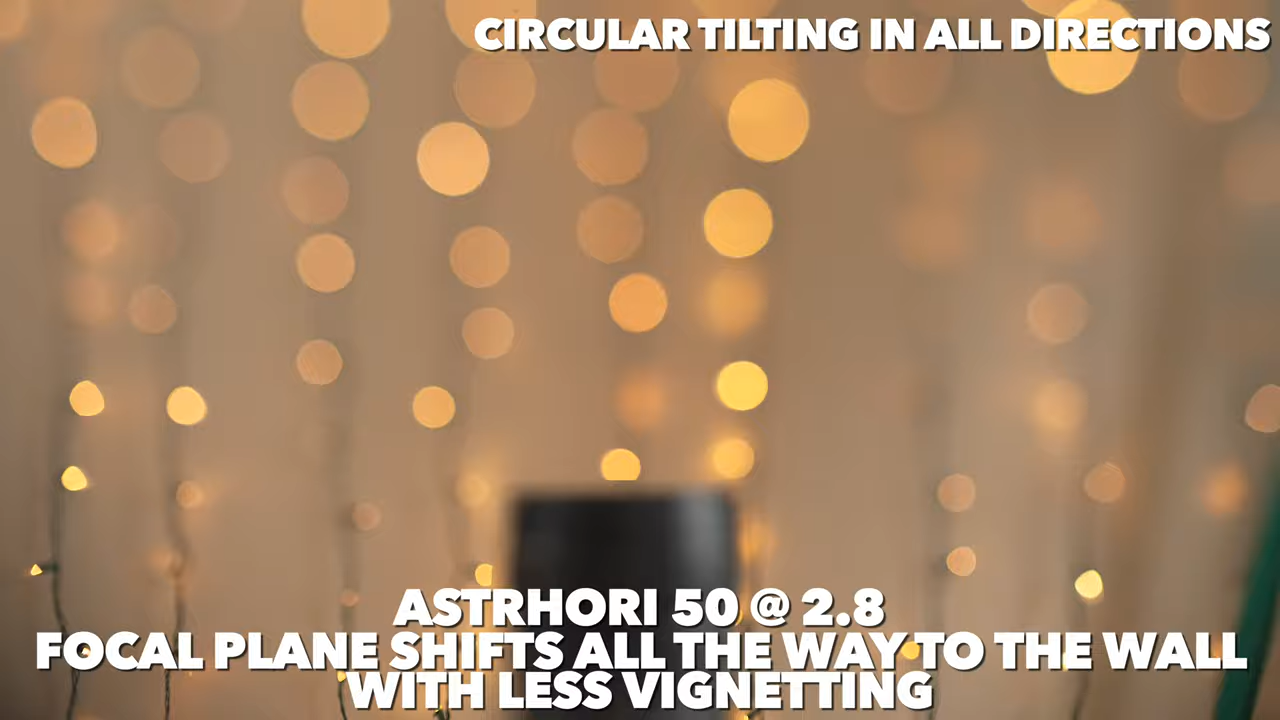 CIRCULAR TILTING IN ALL DIRECTIONS
ASTRHORI 50 @ 2.8
FOCAL PLANE SHIFTS ALL THE WAY TO THE WALL
WITH LESS VIGNETTING